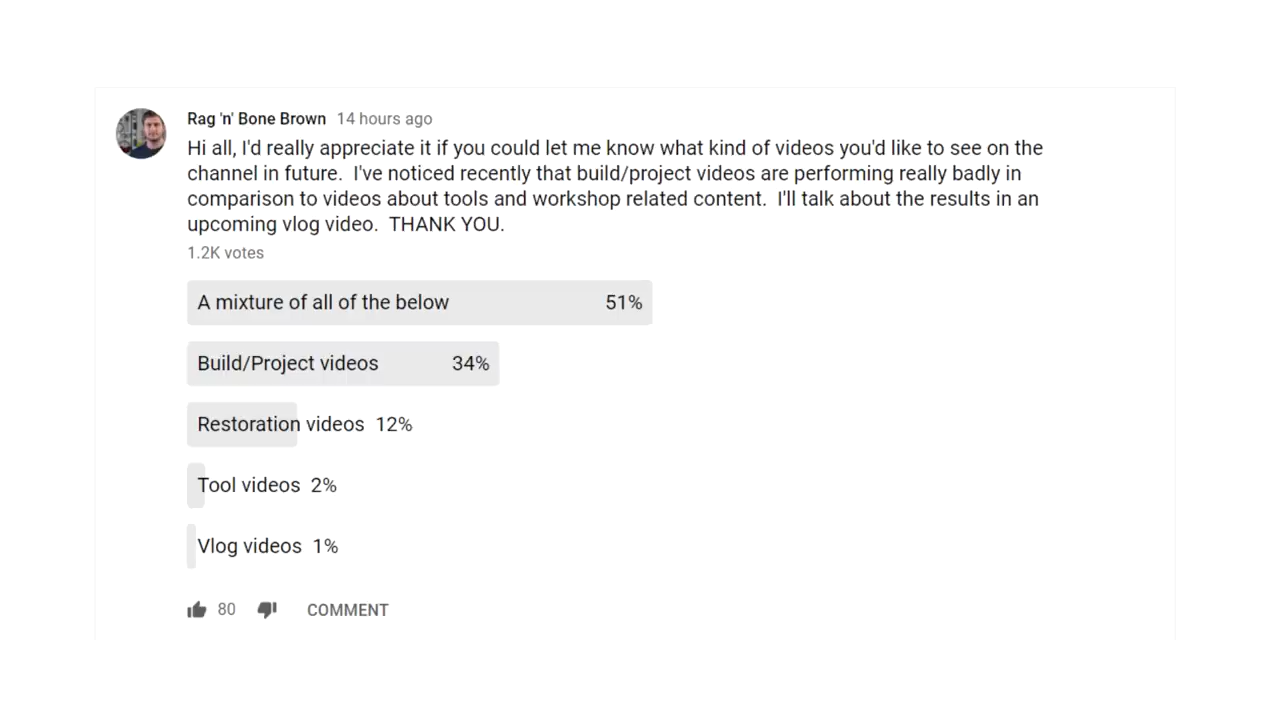 Rag 'n' Bone Brown 14 hours ago
Hi all, I'd really appreciate it if you could let me know what kind of videos you'd like to see on the
channel in future.  I've noticed recently that build/project videos are performing really badly in
comparison to videos about tools and workshop related content.  I'll talk about the results in an
upcoming vlog video.  THANK YOU.
1.2K votes
A mixture of all of the below 51%
Build/Project videos 34%
Restoration videos 12%
Tool videos 2%
Vlog videos 1%
80 COMMENT